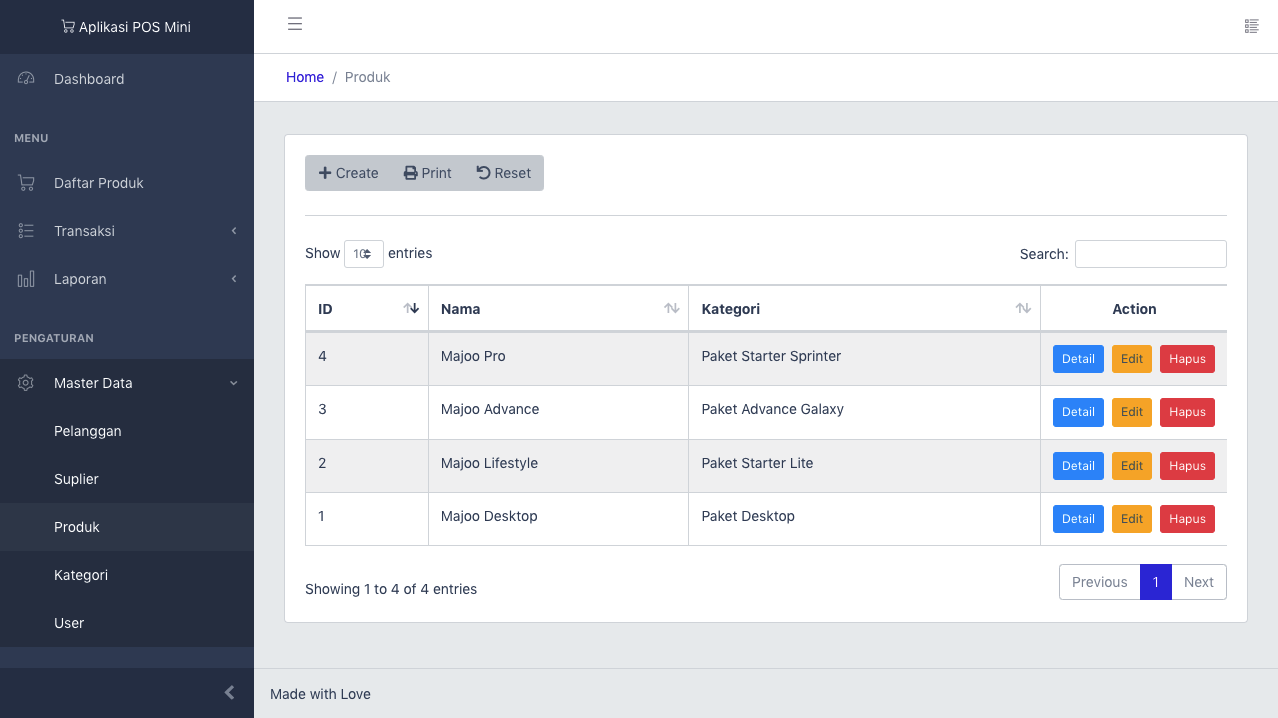 Aplikasi POS Mini
Dashboard
MENU
Daftar Produk
Transaksi
Laporan
PENGATURAN
Master Data
Pelanggan
Suplier
Produk
Kategori
User
Home / Produk
Create Print Reset
Show 10 entries
Search:
ID Nama Kategori Action
4 Majoo Pro Paket Starter Sprinter Detail Edit Hapus
3 Majoo Advance Paket Advance Galaxy Detail Edit Hapus
2 Majoo Lifestyle Paket Starter Lite Detail Edit Hapus
1 Majoo Desktop Paket Desktop Detail Edit Hapus
Showing 1 to 4 of 4 entries
Previous 1 Next
Made with Love